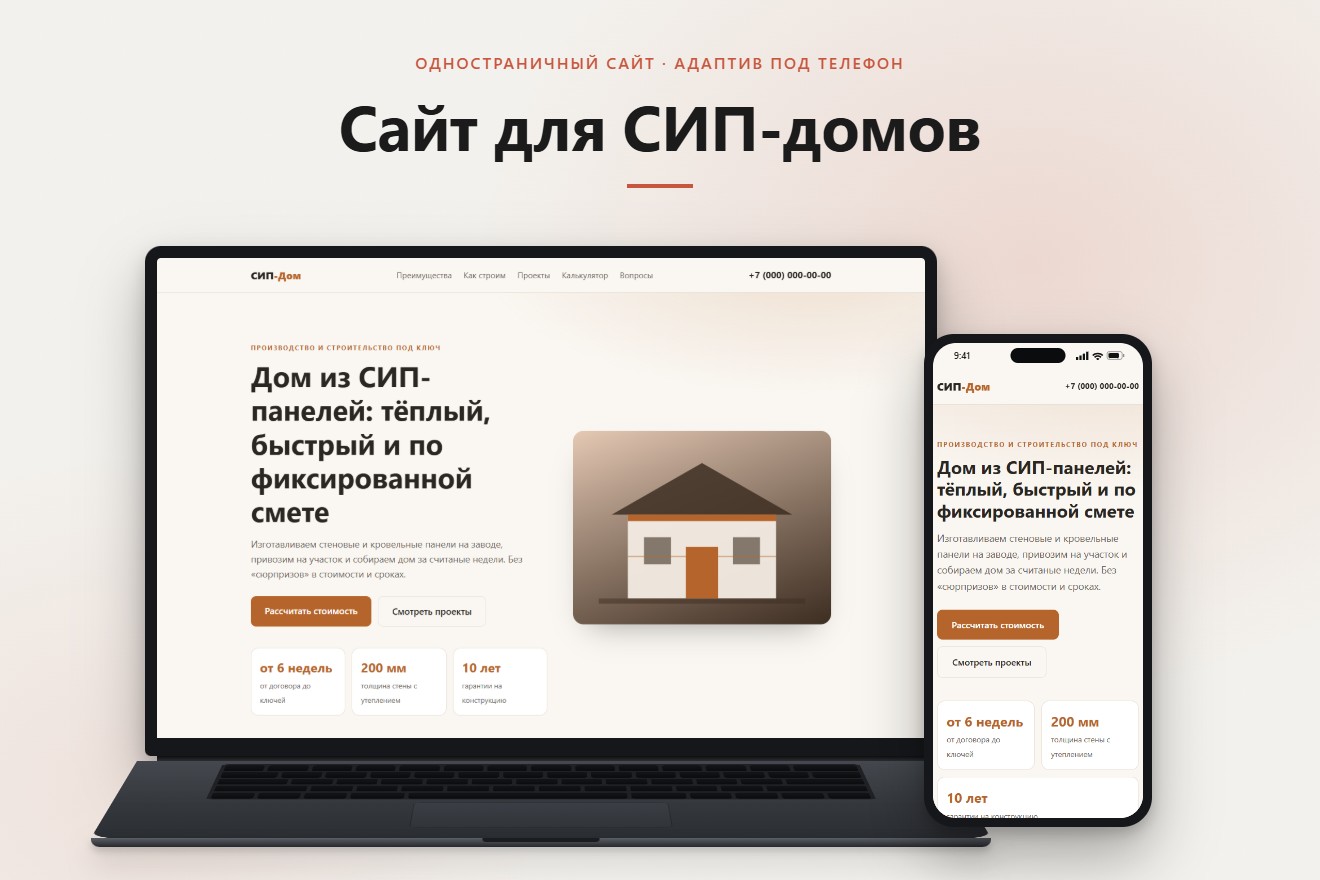 ОДНОСТРАНИЧНЫЙ САЙТ · АДАПТИВ ПОД ТЕЛЕФОН
Сайт для СИП-домов
СИП-Дом
Преимущества Как строим Проекты Калькулятор Вопросы
+7 (000) 000-00-00
ПРОИЗВОДСТВО И СТРОИТЕЛЬСТВО ПОД КЛЮЧ
Дом из СИП-
панелей: тёплый,
быстрый и по
фиксированной
смете
Изготавливаем стеновые и кровельные панели на заводе,
привозим на участок и собираем дом за считаные недели. Без
«сюрпризов» в стоимости и сроках.
Рассчитать стоимость
Смотреть проекты
от 6 недель
от договора до
ключей
200 мм
толщина стены с
утеплением
10 лет
гарантии на
конструкцию
9:41
СИП-Дом
+7 (000) 000-00-00
ПРОИЗВОДСТВО И СТРОИТЕЛЬСТВО ПОД КЛЮЧ
Дом из СИП-панелей:
тёплый, быстрый и по
фиксированной смете
Изготавливаем стеновые и кровельные
панели на заводе, привозим на участок и
собираем дом за считаные недели. Без
«сюрпризов» в стоимости и сроках.
Рассчитать стоимость
Смотреть проекты
от 6 недель
от договора до
ключей
200 мм
толщина стены с
утеплением
10 лет
гарантии на конструкцию